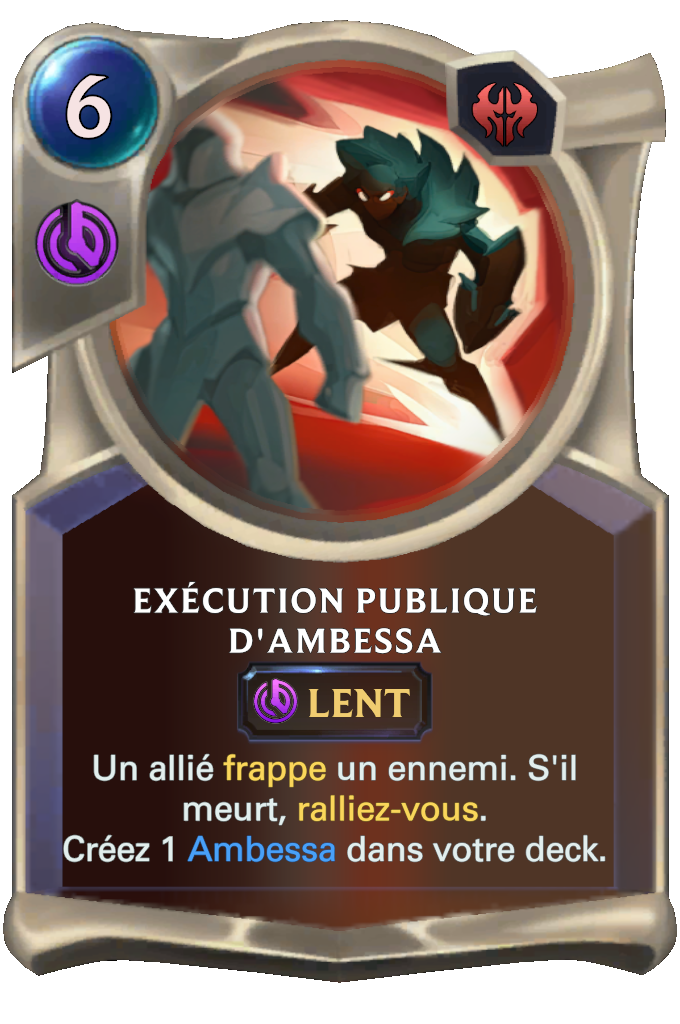 6
EXÉCUTION PUBLIQUE
D'AMBESSA
LENT
Un allié frappe un ennemi. S'il
meurt, ralliez-vous.
Créez 1 Ambessa dans votre deck.